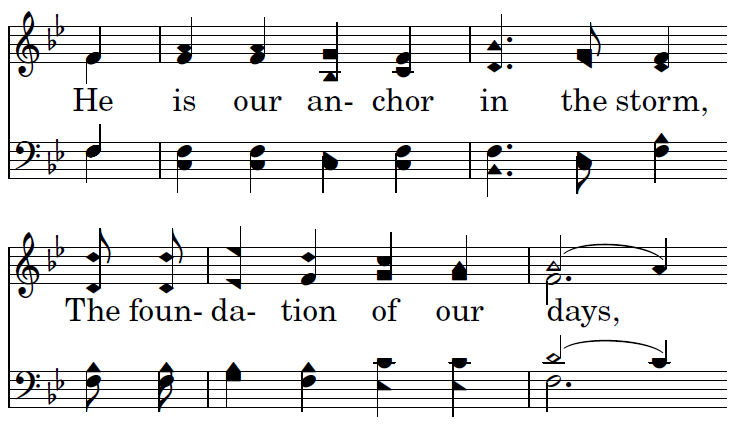 He is our an- chor in the storm,
The foun- da- tion of our days,